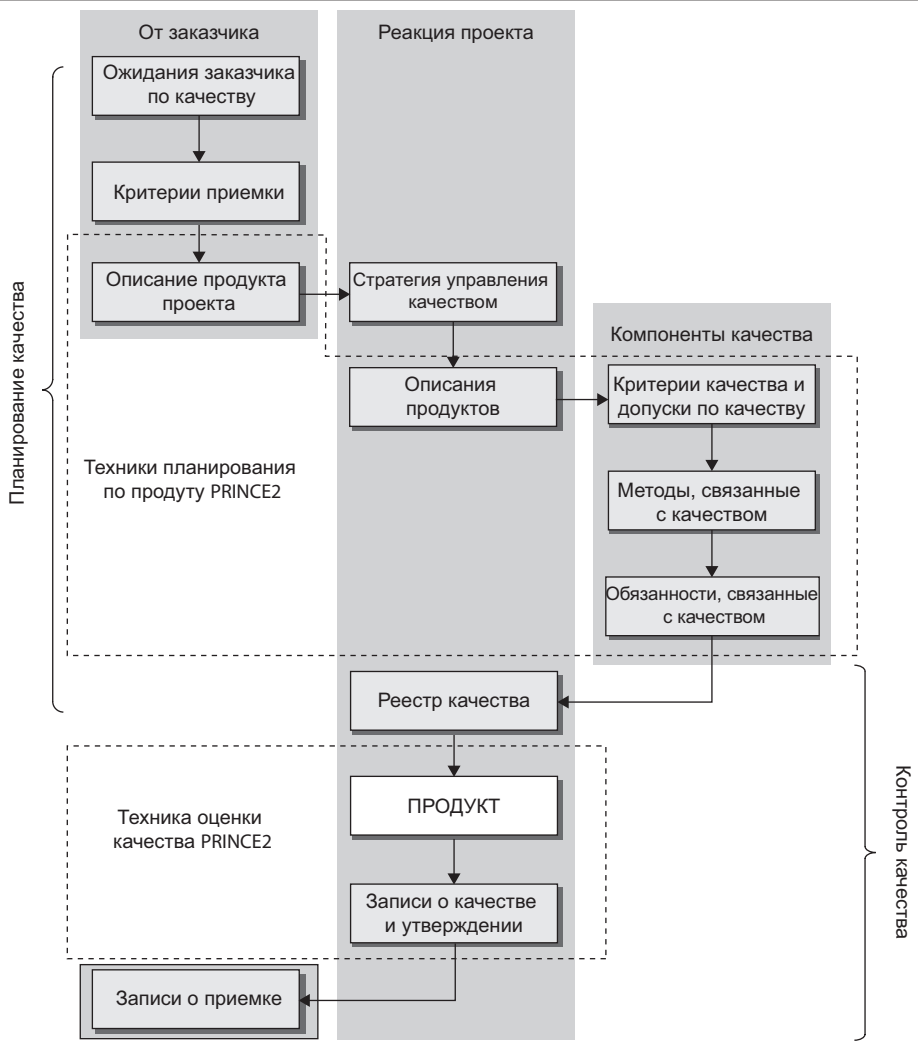 От заказчика
Реакция проекта
Ожидания заказчика
по качеству
Критерии приемки
Описание продукта
проекта
Стратегия управления
качеством
Компоненты качества
Описания
продуктов
Критерии качества и
допуски по качеству
Планирование качества
Техники планирования
по продуту PRINCE2
Методы, связанные
с качеством
Обязанности, связанные
с качеством
Реестр качества
ПРОДУКТ
Техника оценки
качества PRINCE2
Контроль качества
Записи о качестве
и утверждении
Записи о приемке